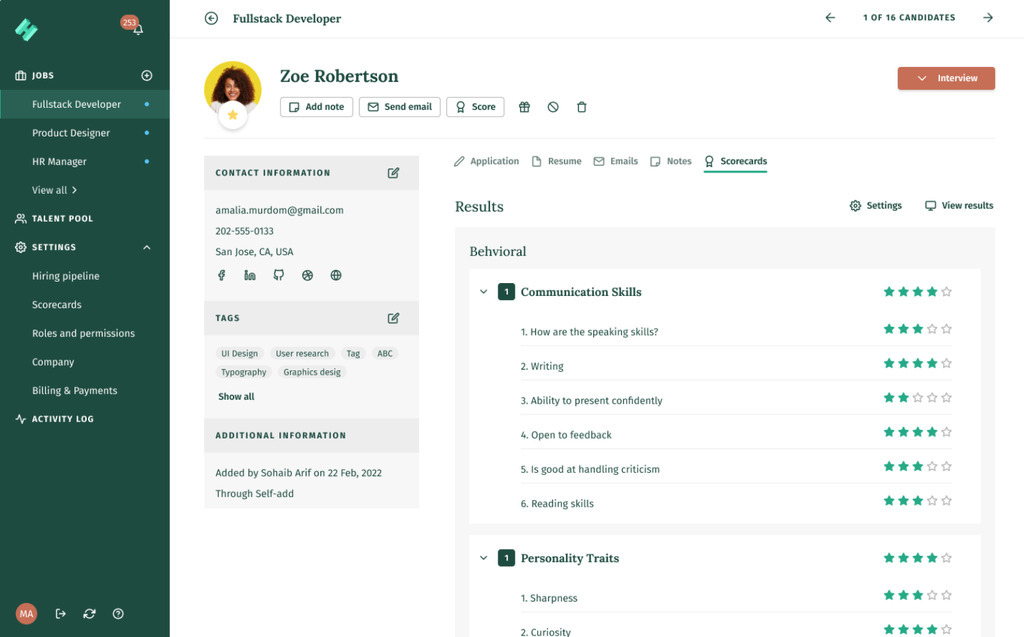 253
JOBS
Fullstack Developer
Product Designer
HR Manager
View all
TALENT POOL
SETTINGS
Hiring pipeline
Scorecards
Roles and permissions
Company
Billing & Payments
ACTIVITY LOG
MA
Fullstack Developer
1 OF 16 CANDIDATES
Zoe Robertson
Add note Send email Score
Interview
CONTACT INFORMATION
amalia.murdom@gmail.com
202-555-0133
San Jose, CA, USA
TAGS
UI Design User research Tag ABC
Typography Graphics desig
Show all
ADDITIONAL INFORMATION
Added by Sohaib Arif on 22 Feb, 2022
Through Self-add
Application Resume Emails Notes Scorecards
Results
Settings View results
Behvioral
1 Communication Skills
1. How are the speaking skills?
2. Writing
3. Ability to present confidently
4. Open to feedback
5. Is good at handling criticism
6. Reading skills
1 Personality Traits
1. Sharpness
2. Curiosity